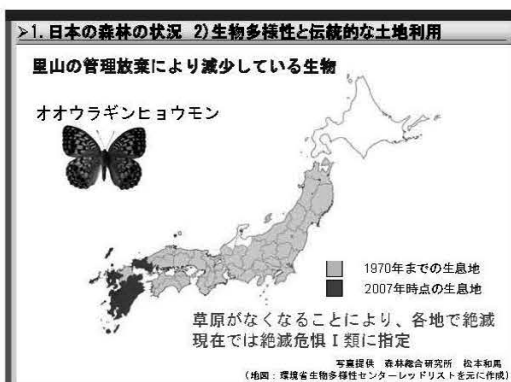 >1. 日本の森林の状況 2)生物多様性と伝統的な土地利用
里山の管理放棄により減少している生物
オオウラギンヒョウモン
1970年までの生息地
2007年時点の生息地
草原がなくなることにより、各地で絶滅
現在では絶滅危惧Ⅰ類に指定
写真提供 森林総合研究所 松本和馬
(地図:環境省生物多様性センターレッドリストを元に作成)